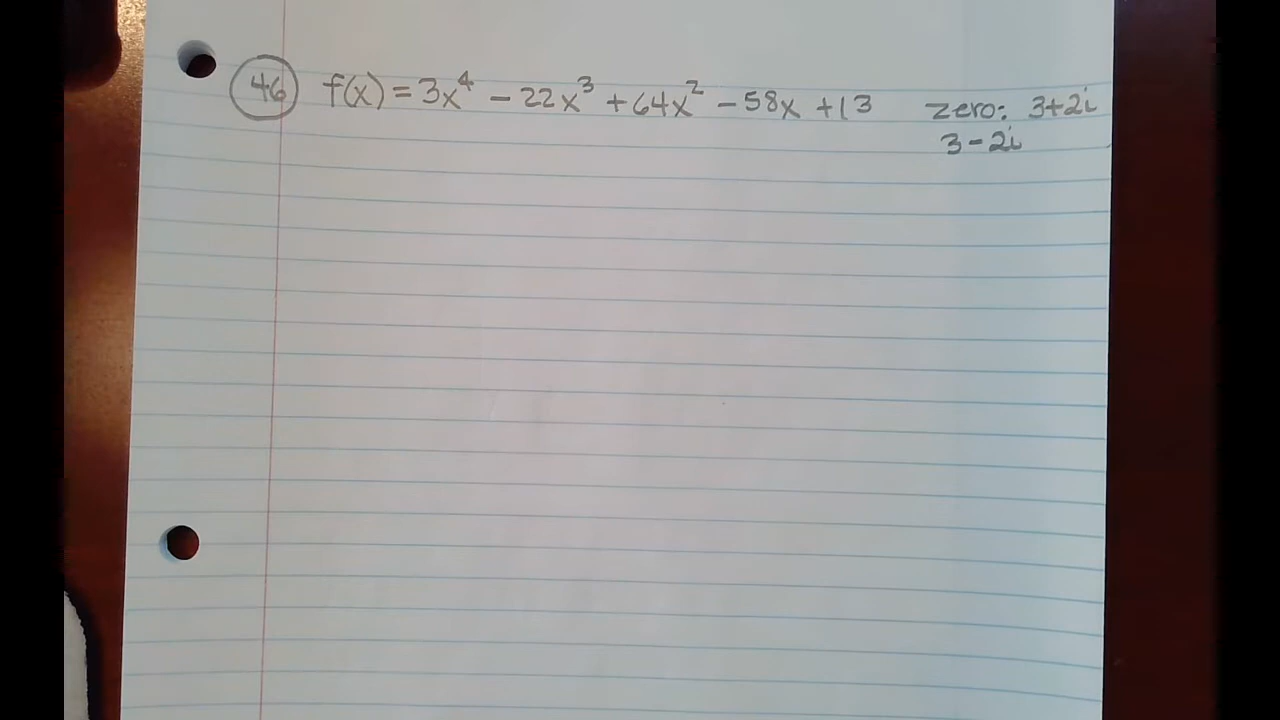 46 f(x) = 3x⁴ - 22x³ + 64x² - 58x + 13 zero: 3+2i
3-2i